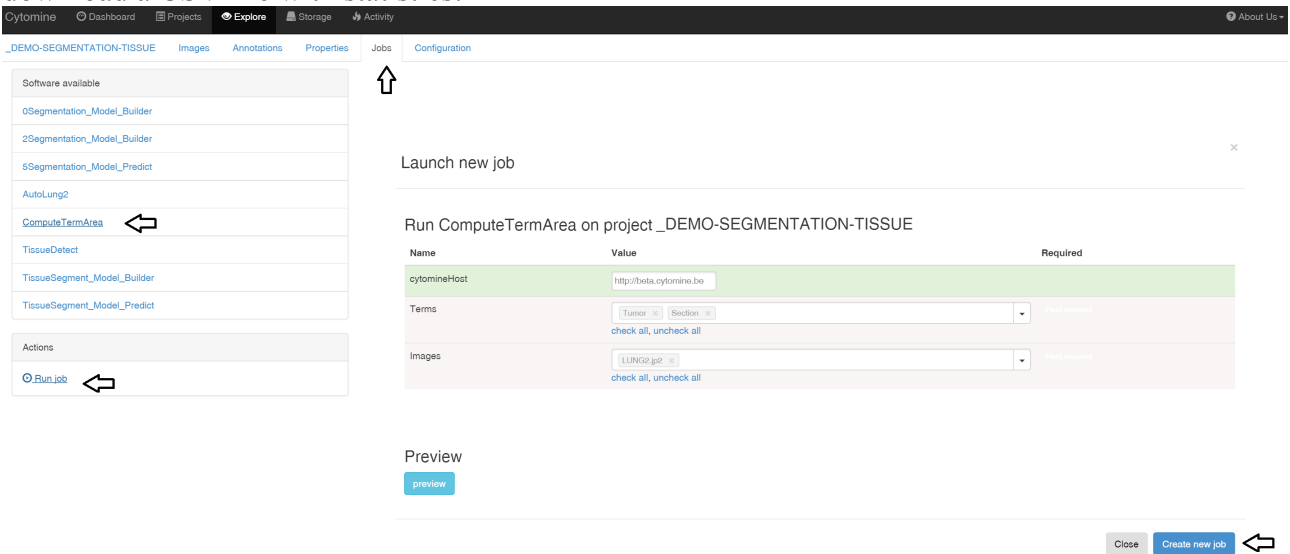 Cytomine Dashboard Projects Explore Storage Activity About Us
_DEMO-SEGMENTATION-TISSUE Images Annotations Properties Jobs Configuration
Software available
0Segmentation_Model_Builder
2Segmentation_Model_Builder
5Segmentation_Model_Predict
AutoLung2
ComputeTermArea
TissueDetect
TissueSegment_Model_Builder
TissueSegment_Model_Predict
Actions
Run job
Launch new job ×
Run ComputeTermArea on project _DEMO-SEGMENTATION-TISSUE
Name Value Required
cytomineHost http://beta.cytomine.be
Terms Tumor × Section ×
check all, uncheck all
Images LUNG2.jp2 ×
check all, uncheck all
Preview
preview
Close Create new job